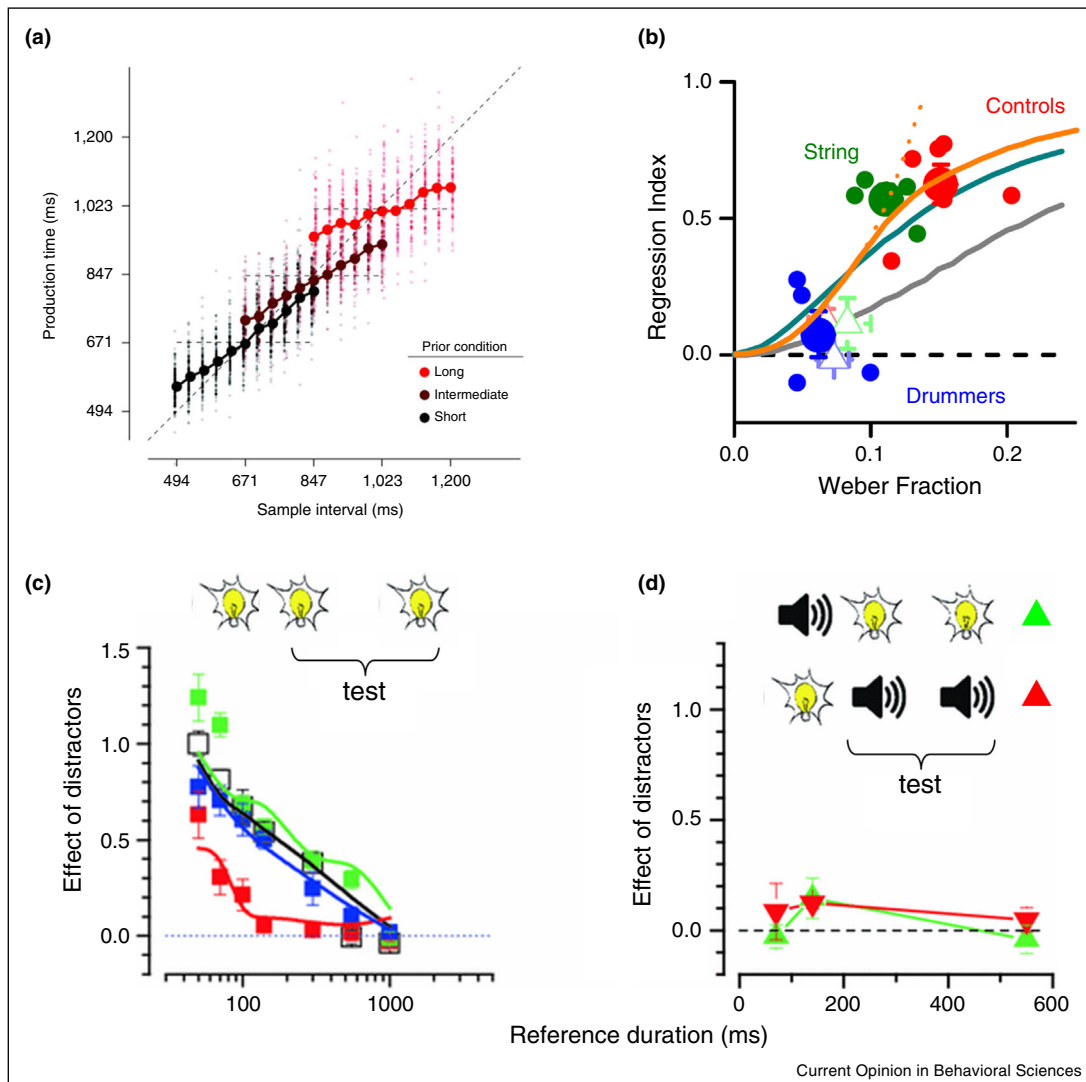 (a)
Production time (ms)
1,200
1,023
847
671
494
Prior condition
Long
Intermediate
Short
494 671 847 1,023 1,200
Sample interval (ms)
(b)
Regression Index
1.0
0.5
0.0
Controls
String
Drummers
0.0 0.1 0.2
Weber Fraction
(c)
test
Effect of distractors
1.5
1.0
0.5
0.0
100 1000
(d)
test
Effect of distractors
1.0
0.5
0.0
0 200 400 600
Reference duration (ms)
Current Opinion in Behavioral Sciences